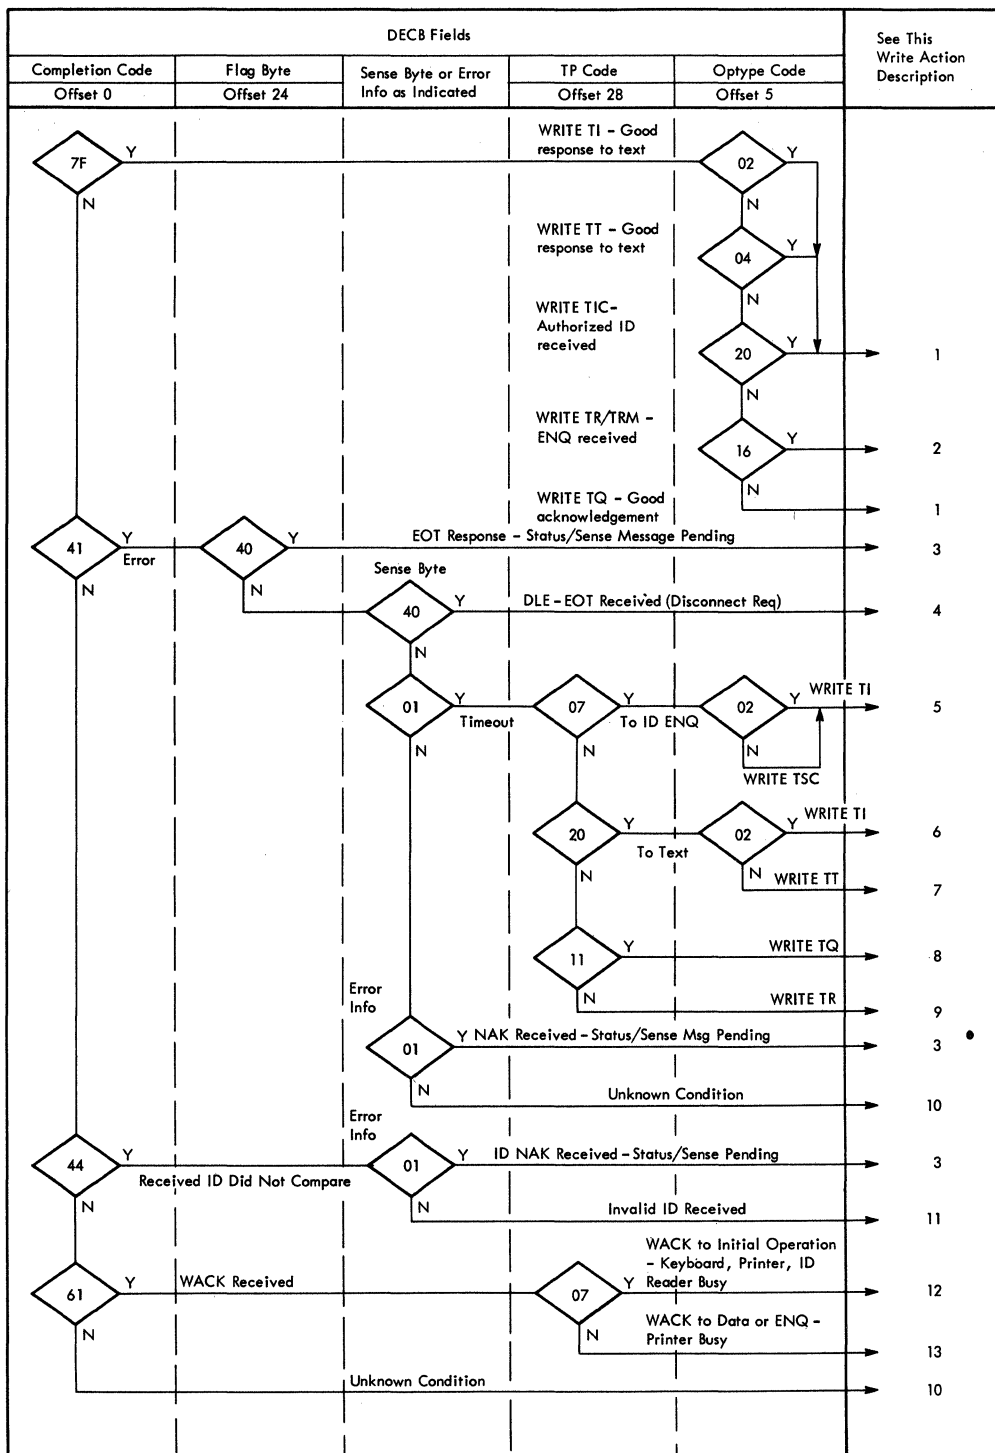 DECB Fields
See This
Write Action
Description
Completion Code
Flag Byte
Sense Byte or Error
Info as Indicated
TP Code
Optype Code
Offset 0
Offset 24
Offset 28
Offset 5
WRITE TI - Good
response to text
7F
Y
02
Y
N
N
WRITE TT - Good
response to text
04
Y
N
WRITE TIC-
Authorized ID
received
20
Y
1
N
WRITE TR/TRM -
ENQ received
16
Y
2
N
WRITE TQ - Good
acknowledgement
1
41
Y
Error
40
Y
EOT Response - Status/Sense Message Pending
3
N
N
Sense Byte
40
Y
DLE - EOT Received (Disconnect Req)
4
N
01
Y
Timeout
07
Y
To ID ENQ
02
Y
WRITE TI
5
N
N
N
WRITE TSC
20
Y
To Text
02
Y
WRITE TI
6
N
N
WRITE TT
7
11
Y
WRITE TQ
8
N
WRITE TR
9
Error
Info
01
Y
NAK Received - Status/Sense Msg Pending
3
N
Unknown Condition
10
Error
Info
44
Y
Received ID Did Not Compare
01
Y
ID NAK Received - Status/Sense Pending
3
N
N
Invalid ID Received
11
WACK to Initial Operation
- Keyboard, Printer, ID
Reader Busy
61
Y
WACK Received
07
Y
12
N
N
WACK to Data or ENQ -
Printer Busy
13
Unknown Condition
10